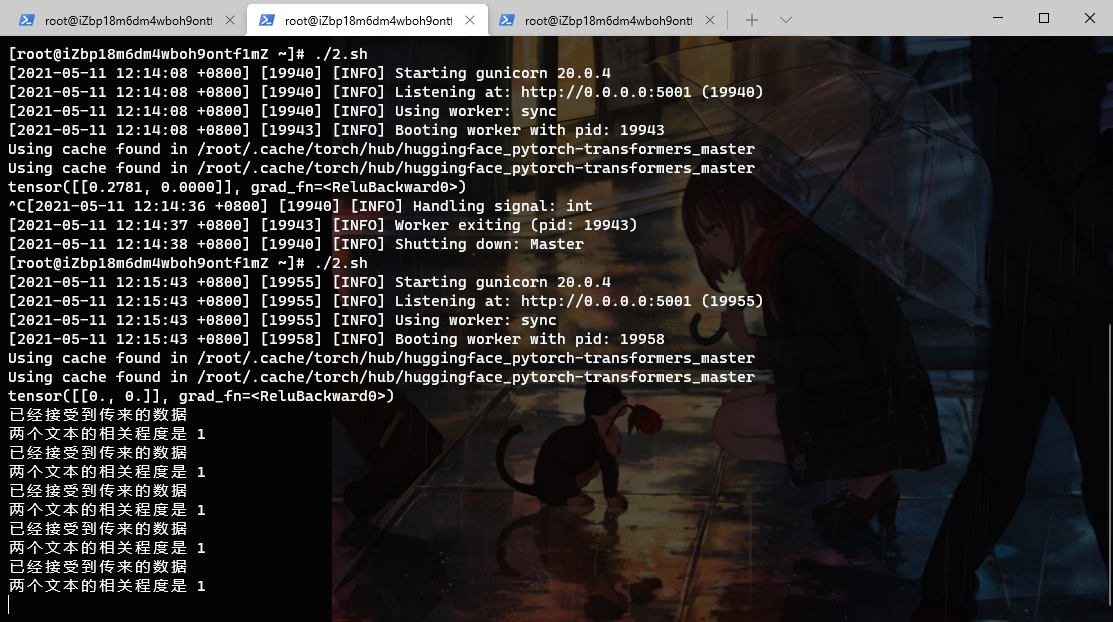 root@iZbp18m6dm4wboh9ontf
root@iZbp18m6dm4wboh9ontf
root@iZbp18m6dm4wboh9ontf
[root@iZbp18m6dm4wboh9ontf1mZ ~]# ./2.sh
[2021-05-11 12:14:08 +0800] [19940] [INFO] Starting gunicorn 20.0.4
[2021-05-11 12:14:08 +0800] [19940] [INFO] Listening at: http://0.0.0.0:5001 (19940)
[2021-05-11 12:14:08 +0800] [19940] [INFO] Using worker: sync
[2021-05-11 12:14:08 +0800] [19943] [INFO] Booting worker with pid: 19943
Using cache found in /root/.cache/torch/hub/huggingface_pytorch-transformers_master
Using cache found in /root/.cache/torch/hub/huggingface_pytorch-transformers_master
tensor([[0.2781, 0.0000]], grad_fn=<ReluBackward0>)
^C[2021-05-11 12:14:36 +0800] [19940] [INFO] Handling signal: int
[2021-05-11 12:14:37 +0800] [19943] [INFO] Worker exiting (pid: 19943)
[2021-05-11 12:14:38 +0800] [19940] [INFO] Shutting down: Master
[root@iZbp18m6dm4wboh9ontf1mZ ~]# ./2.sh
[2021-05-11 12:15:43 +0800] [19955] [INFO] Starting gunicorn 20.0.4
[2021-05-11 12:15:43 +0800] [19955] [INFO] Listening at: http://0.0.0.0:5001 (19955)
[2021-05-11 12:15:43 +0800] [19955] [INFO] Using worker: sync
[2021-05-11 12:15:43 +0800] [19958] [INFO] Booting worker with pid: 19958
Using cache found in /root/.cache/torch/hub/huggingface_pytorch-transformers_master
Using cache found in /root/.cache/torch/hub/huggingface_pytorch-transformers_master
tensor([[0., 0.]], grad_fn=<ReluBackward0>)
已经接受到传来的数据
两个文本的相关程度是 1
已经接受到传来的数据
两个文本的相关程度是 1
已经接受到传来的数据
两个文本的相关程度是 1
已经接受到传来的数据
两个文本的相关程度是 1
已经接受到传来的数据
两个文本的相关程度是 1